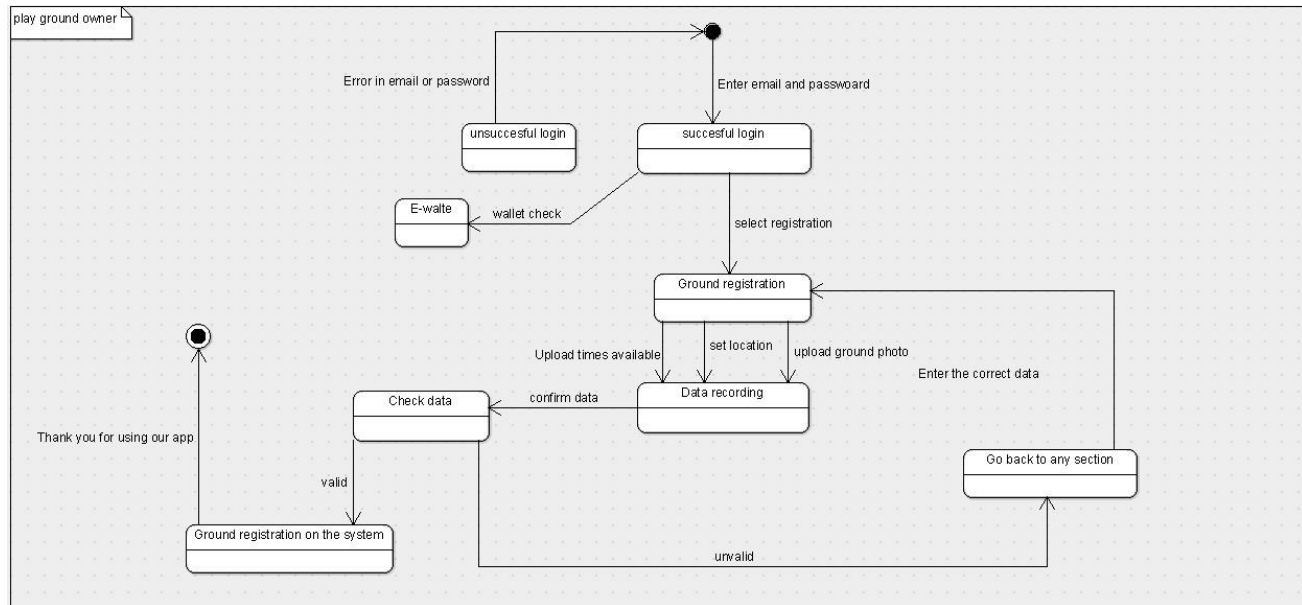 play ground owner
Error in email or password
Enter email and passwoard
unsuccesful login
succesful login
E-walte
wallet check
select registration
Ground registration
Upload times available
set location
upload ground photo
Enter the correct data
Check data
confirm data
Data recording
Thank you for using our app
Go back to any section
valid
Ground registration on the system
unvalid